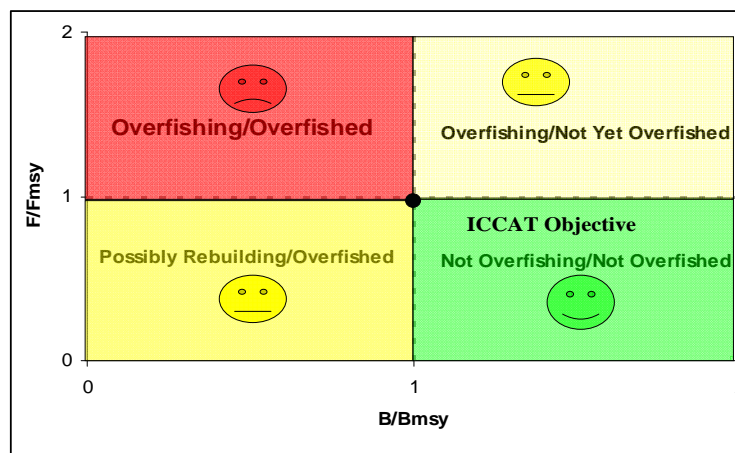 2
Overfishing/Overfished
Overfishing/Not Yet Overfished
F/Fmsy
1
ICCAT Objective
Possibly Rebuilding/Overfished
Not Overfishing/Not Overfished
0
0
1
B/Bmsy